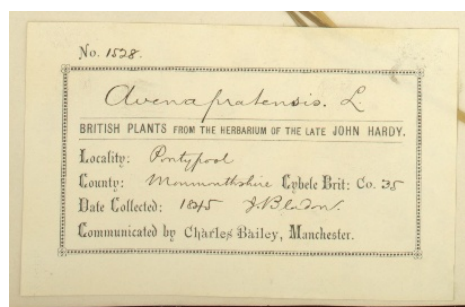 No. 1528.
Avena pratensis. L.
BRITISH PLANTS FROM THE HERBARIUM OF THE LATE JOHN HARDY.
Locality: Pontypool
County: Monmouthshire Cybele Brit: Co. 35
Date Collected: 1845 J. Bladon.
Communicated by Charles Bailey, Manchester.